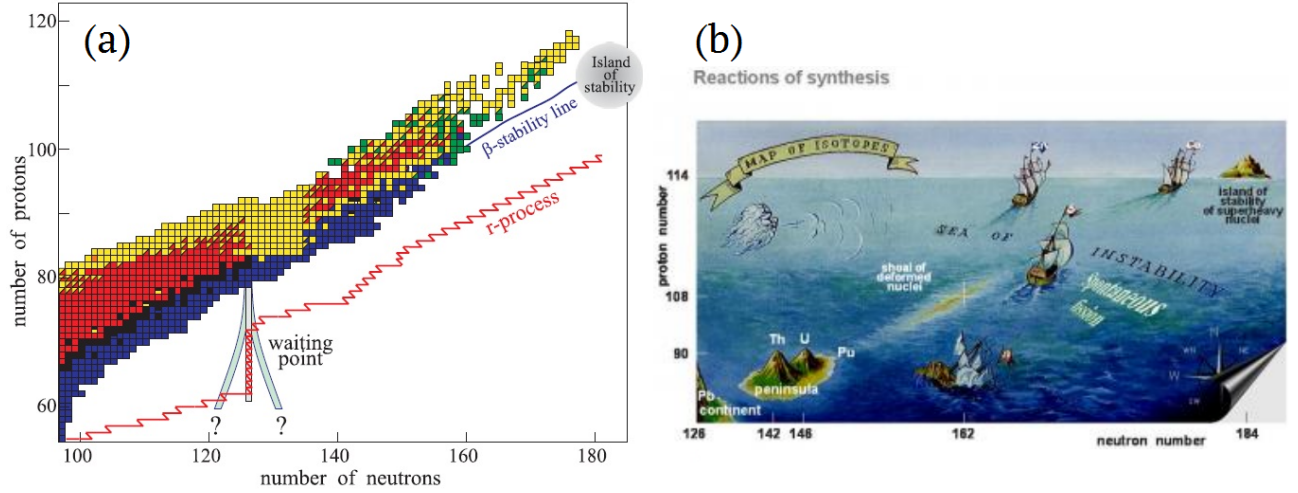 (a)
120
100
80
60
number of protons
100
120
140
160
180
number of neutrons
Island
of
stability
β-stability line
r-process
waiting
point
?
?
(b)
Reactions of synthesis
MAP OF ISOTOPES
114
108
90
proton number
SEA OF
INSTABILITY
Spontaneous
fission
island of
stability
of superheavy
nuclei
shoal of
deformed
nuclei
Th
U
Pu
peninsula
Pb -
continent
N
NE
W
126
142
146
162
184
neutron number